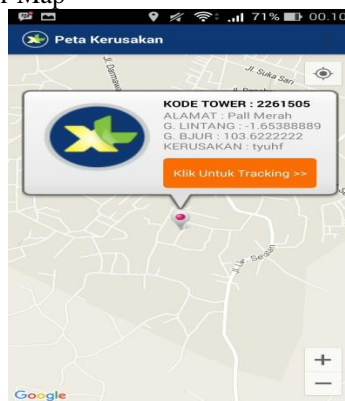 71% 00.10
Peta Kerusakan
Jl. Suka Sari
KODE TOWER : 2261505
ALAMAT : Pall Merah
G. LINTANG : -1.65388889
G. BJUR : 103.6222222
KERUSAKAN : tyuhf
Klik Untuk Tracking >>
Google